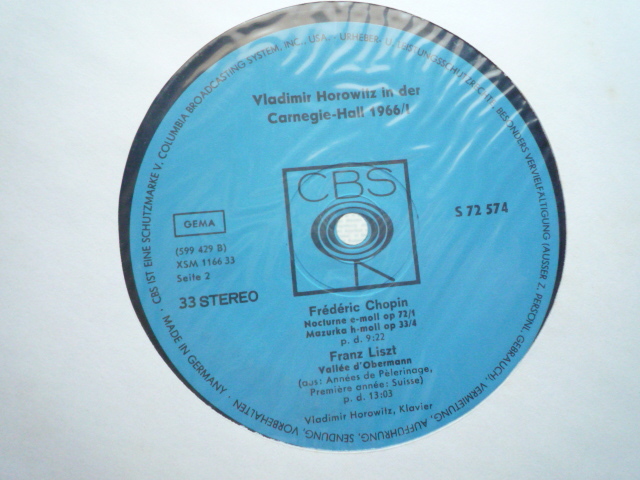 CBS IST EINE SCHUTZMARKE V. COLUMBIA BROADCASTING SYSTEM, INC., USA. - URHEBER- U. LEISTUNGSSCHUTZR.
BESONDERS VERVIELFÄLTIGUNG (AUSSER Z. PERSÖNL. GEBRAUCH), VERMIETUNG, AUFFÜHRUNG, SENDUNG, VORBEHALTEN
· MADE IN GERMANY ·
Vladimir Horowitz in der
Carnegie-Hall 1966/I
CBS
GEMA
S 72 574
(S99 429 B)
XSM 1166 33
Seite 2
33 STEREO
Frédéric Chopin
Nocturne e-moll op 72/1
Mazurka h-moll op 33/4
p. d. 9:22
Franz Liszt
Vallée d'Obermann
(aus: Années de Pèlerinage,
Première année: Suisse)
p. d. 13:03
Vladimir Horowitz, Klavier